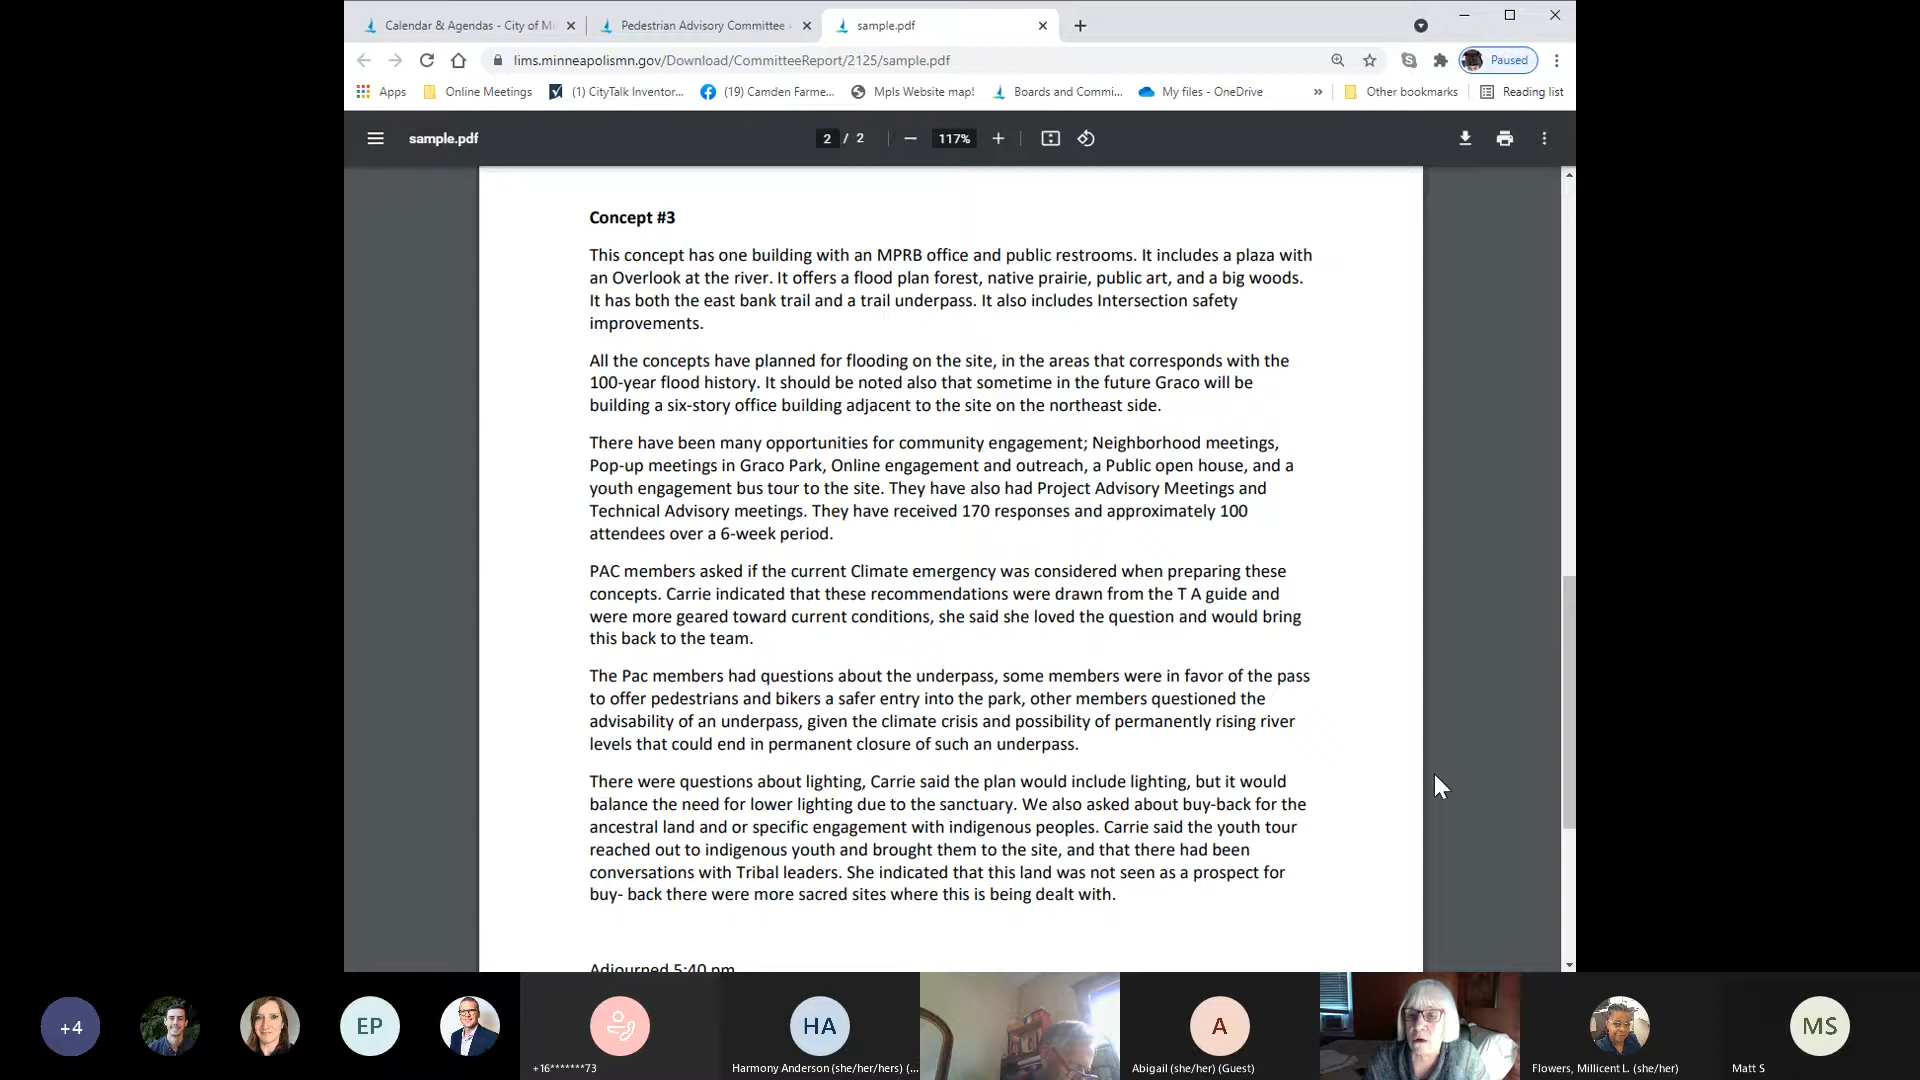 Calendar & Agendas - City of Mi
Pedestrian Advisory Committee -
sample.pdf
lims.minneapolismn.gov/Download/CommitteeReport/2125/sample.pdf
Paused
Apps
Online Meetings
(1) CityTalk Inventor...
(19) Camden Farme...
Mpls Website map!
Boards and Commi...
My files - OneDrive
»
Other bookmarks
Reading list
sample.pdf
2 / 2
117%
Concept #3
This concept has one building with an MPRB office and public restrooms. It includes a plaza with
an Overlook at the river. It offers a flood plan forest, native prairie, public art, and a big woods.
It has both the east bank trail and a trail underpass. It also includes Intersection safety
improvements.
All the concepts have planned for flooding on the site, in the areas that corresponds with the
100-year flood history. It should be noted also that sometime in the future Graco will be
building a six-story office building adjacent to the site on the northeast side.
There have been many opportunities for community engagement; Neighborhood meetings,
Pop-up meetings in Graco Park, Online engagement and outreach, a Public open house, and a
youth engagement bus tour to the site. They have also had Project Advisory Meetings and
Technical Advisory meetings. They have received 170 responses and approximately 100
attendees over a 6-week period.
PAC members asked if the current Climate emergency was considered when preparing these
concepts. Carrie indicated that these recommendations were drawn from the T A guide and
were more geared toward current conditions, she said she loved the question and would bring
this back to the team.
The Pac members had questions about the underpass, some members were in favor of the pass
to offer pedestrians and bikers a safer entry into the park, other members questioned the
advisability of an underpass, given the climate crisis and possibility of permanently rising river
levels that could end in permanent closure of such an underpass.
There were questions about lighting, Carrie said the plan would include lighting, but it would
balance the need for lower lighting due to the sanctuary. We also asked about buy-back for the
ancestral land and or specific engagement with indigenous peoples. Carrie said the youth tour
reached out to indigenous youth and brought them to the site, and that there had been
conversations with Tribal leaders. She indicated that this land was not seen as a prospect for
buy- back there were more sacred sites where this is being dealt with.
Adjourned 5:40 pm
+4
EP
HA
A
MS
+16*******73
Harmony Anderson (she/her/hers) (...
Abigail (she/her) (Guest)
Flowers, Millicent L. (she/her)
Matt S